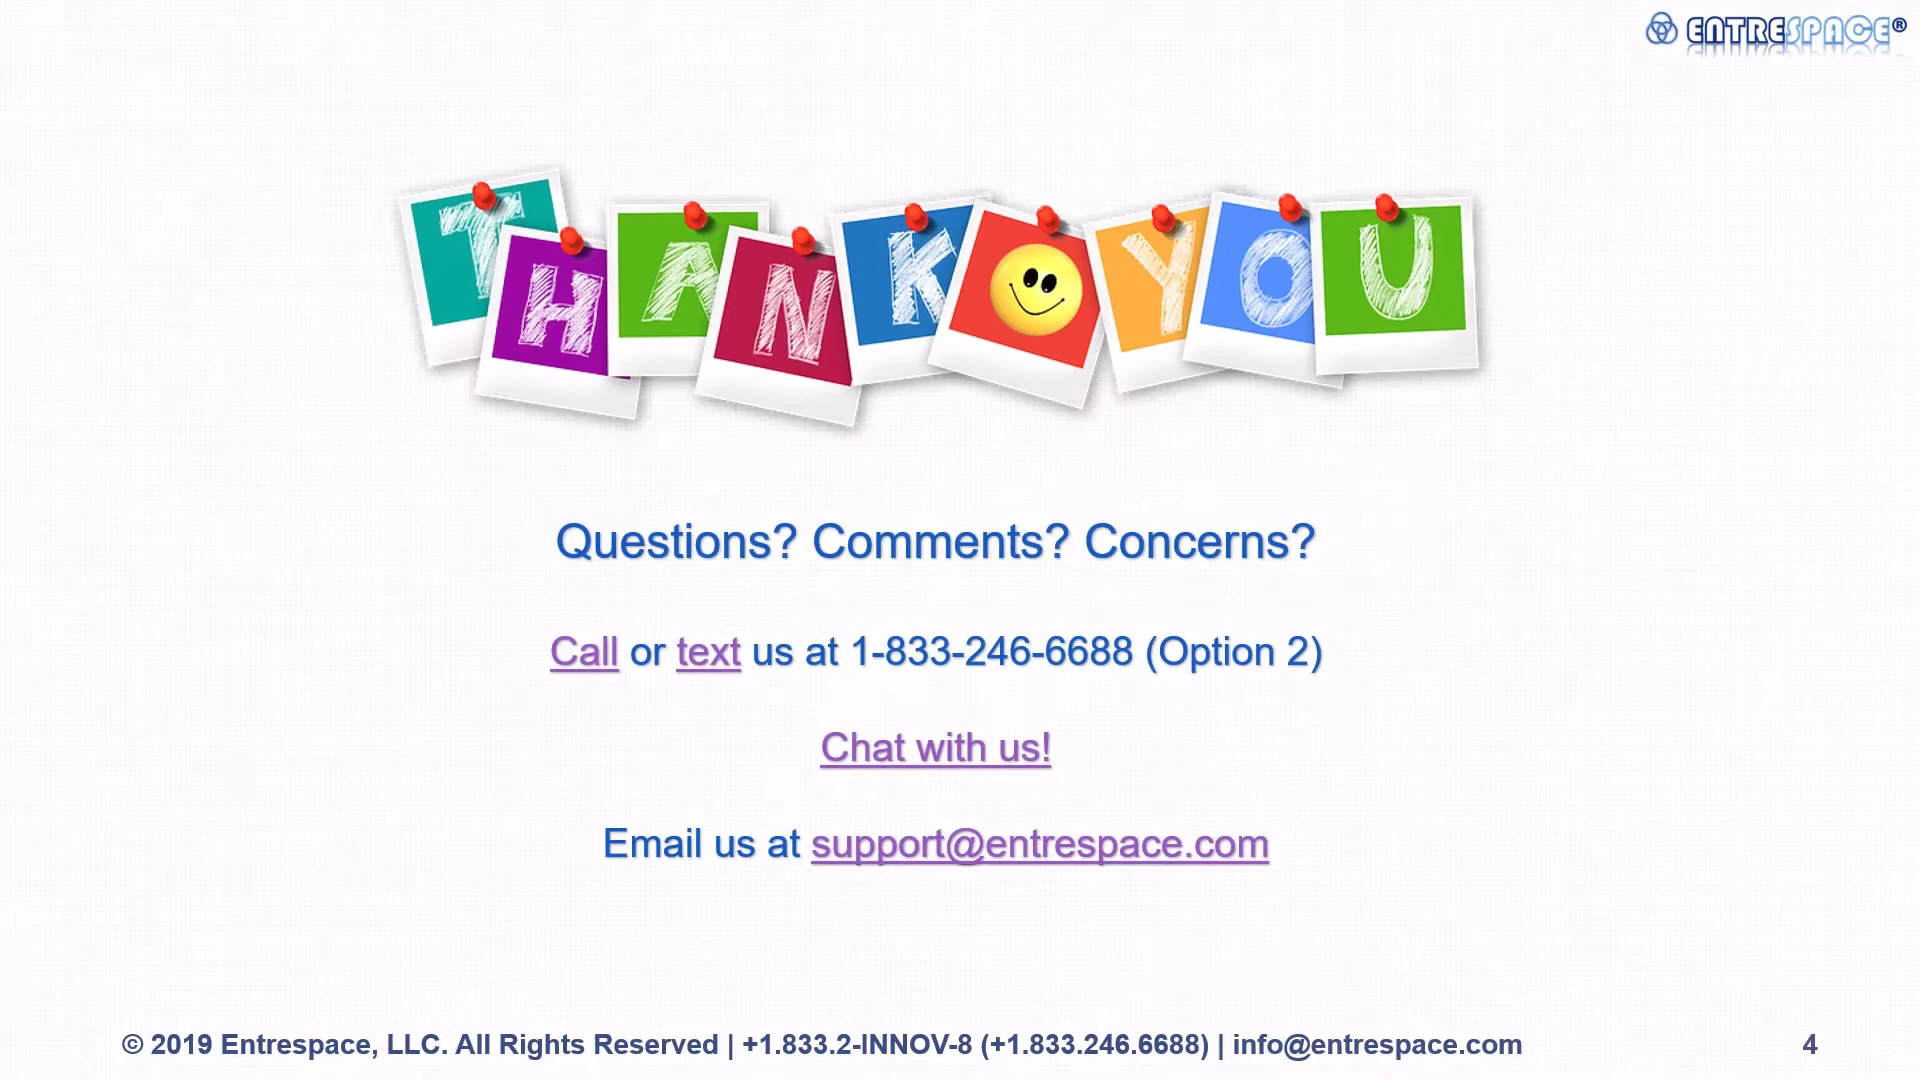 ENTRESPACE®
THANK YOU
Questions? Comments? Concerns?
Call or text us at 1-833-246-6688 (Option 2)
Chat with us!
Email us at support@entrespace.com
© 2019 Entrespace, LLC. All Rights Reserved | +1.833.2-INNOV-8 (+1.833.246.6688) | info@entrespace.com
4